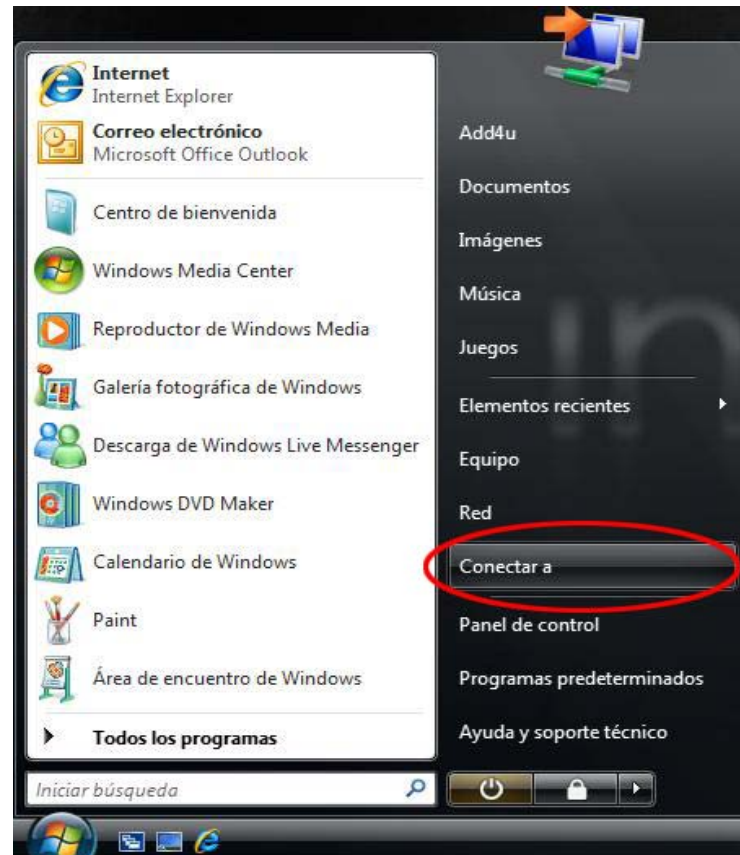 Internet
Internet Explorer
Correo electrónico
Microsoft Office Outlook
Centro de bienvenida
Windows Media Center
Reproductor de Windows Media
Galería fotográfica de Windows
Descarga de Windows Live Messenger
Windows DVD Maker
Calendario de Windows
Paint
Área de encuentro de Windows
Todos los programas
Iniciar búsqueda
Add4u
Documentos
Imágenes
Música
Juegos
Elementos recientes
Equipo
Red
Conectar a
Panel de control
Programas predeterminados
Ayuda y soporte técnico